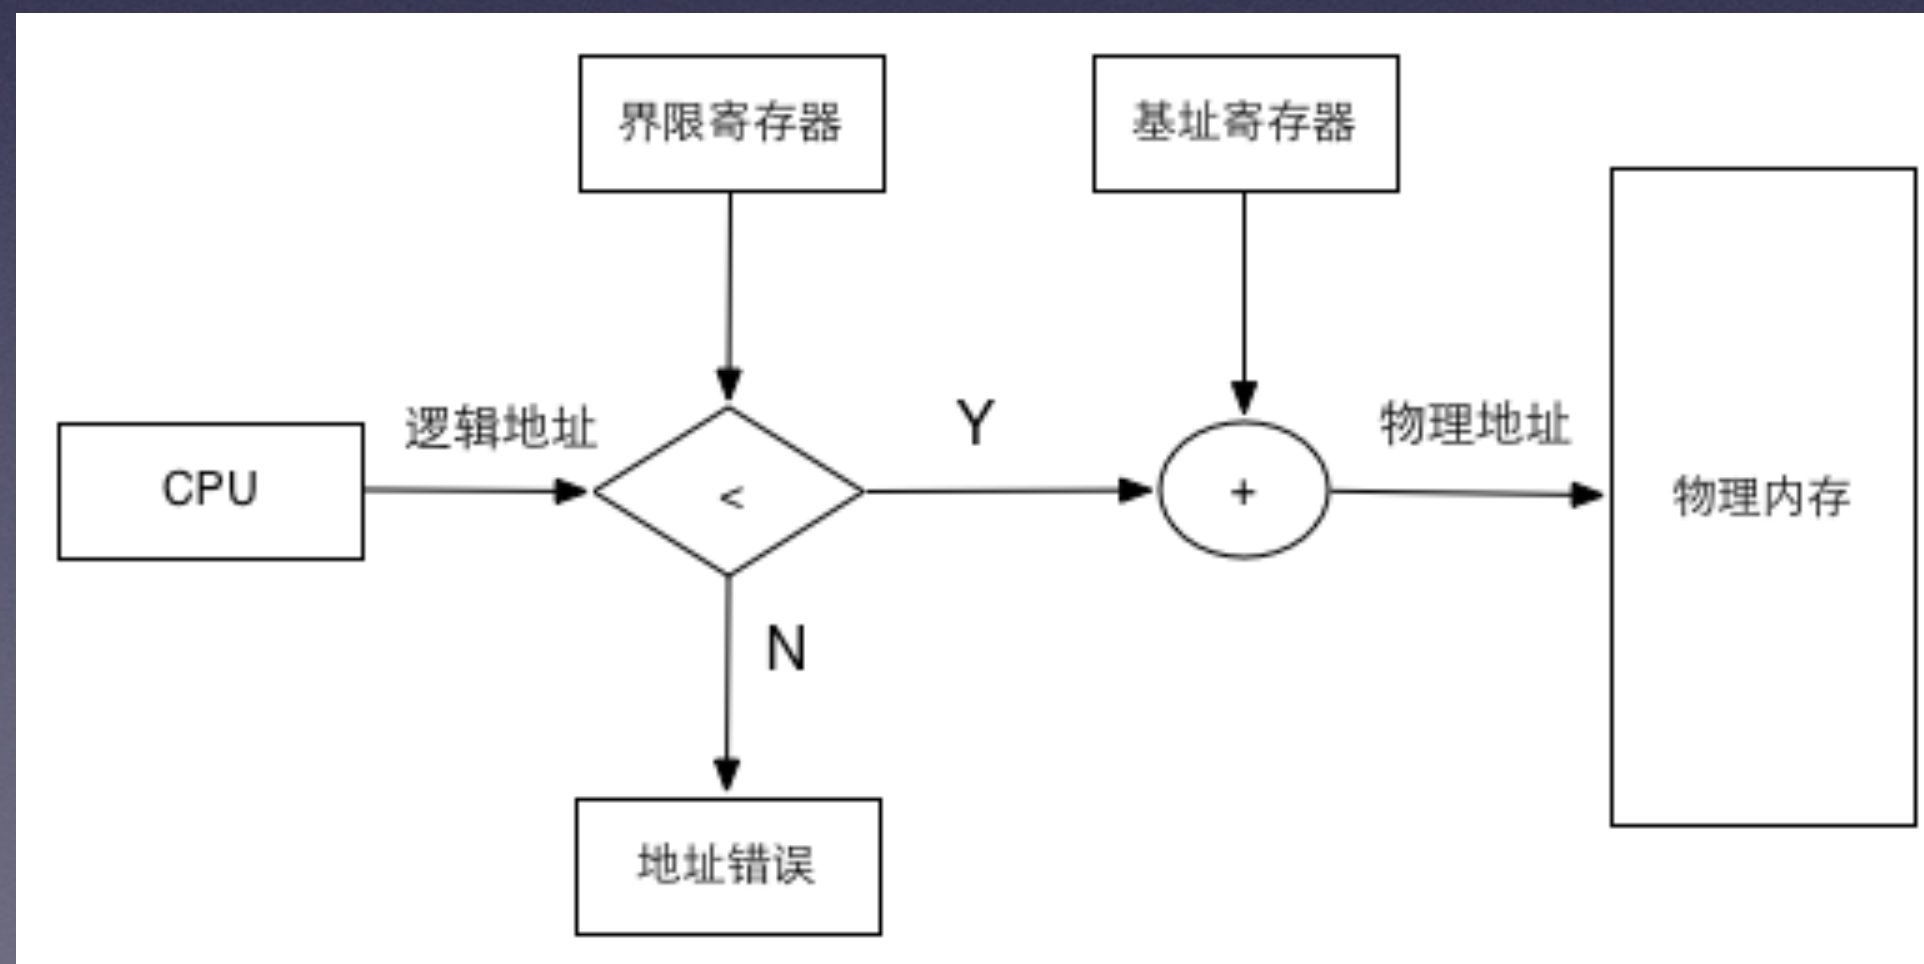 界限寄存器
基址寄存器
逻辑地址
Y
物理地址
CPU
<
+
物理内存
N
地址错误